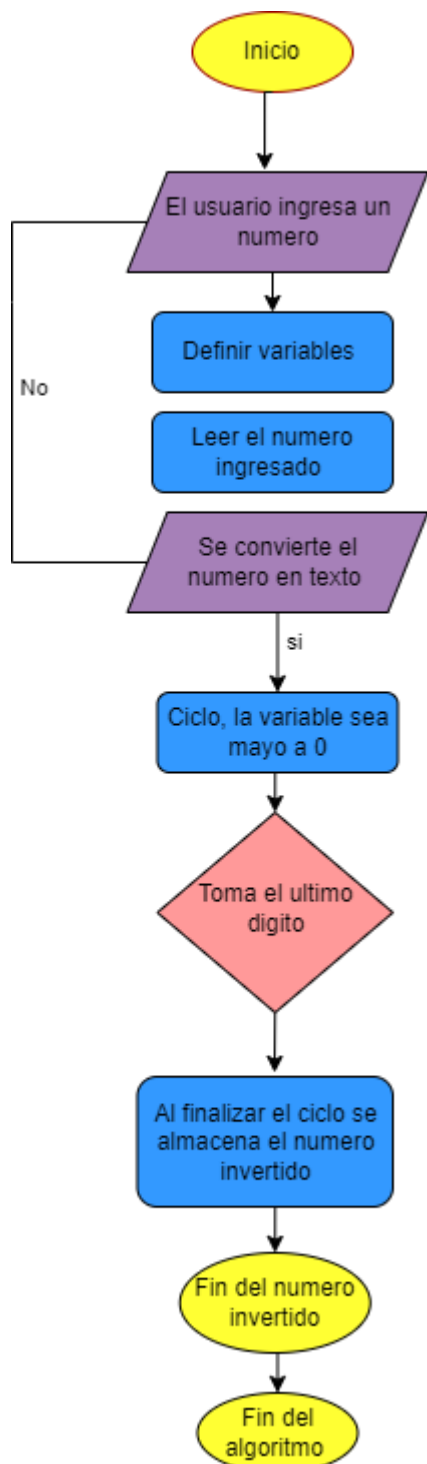 Inicio
El usuario ingresa un
numero
Definir variables
No
Leer el numero
ingresado
Se convierte el
numero en texto
si
Ciclo, la variable sea
mayo a 0
Toma el ultimo
digito
Al finalizar el ciclo se
almacena el numero
invertido
Fin del numero
invertido
Fin del
algoritmo